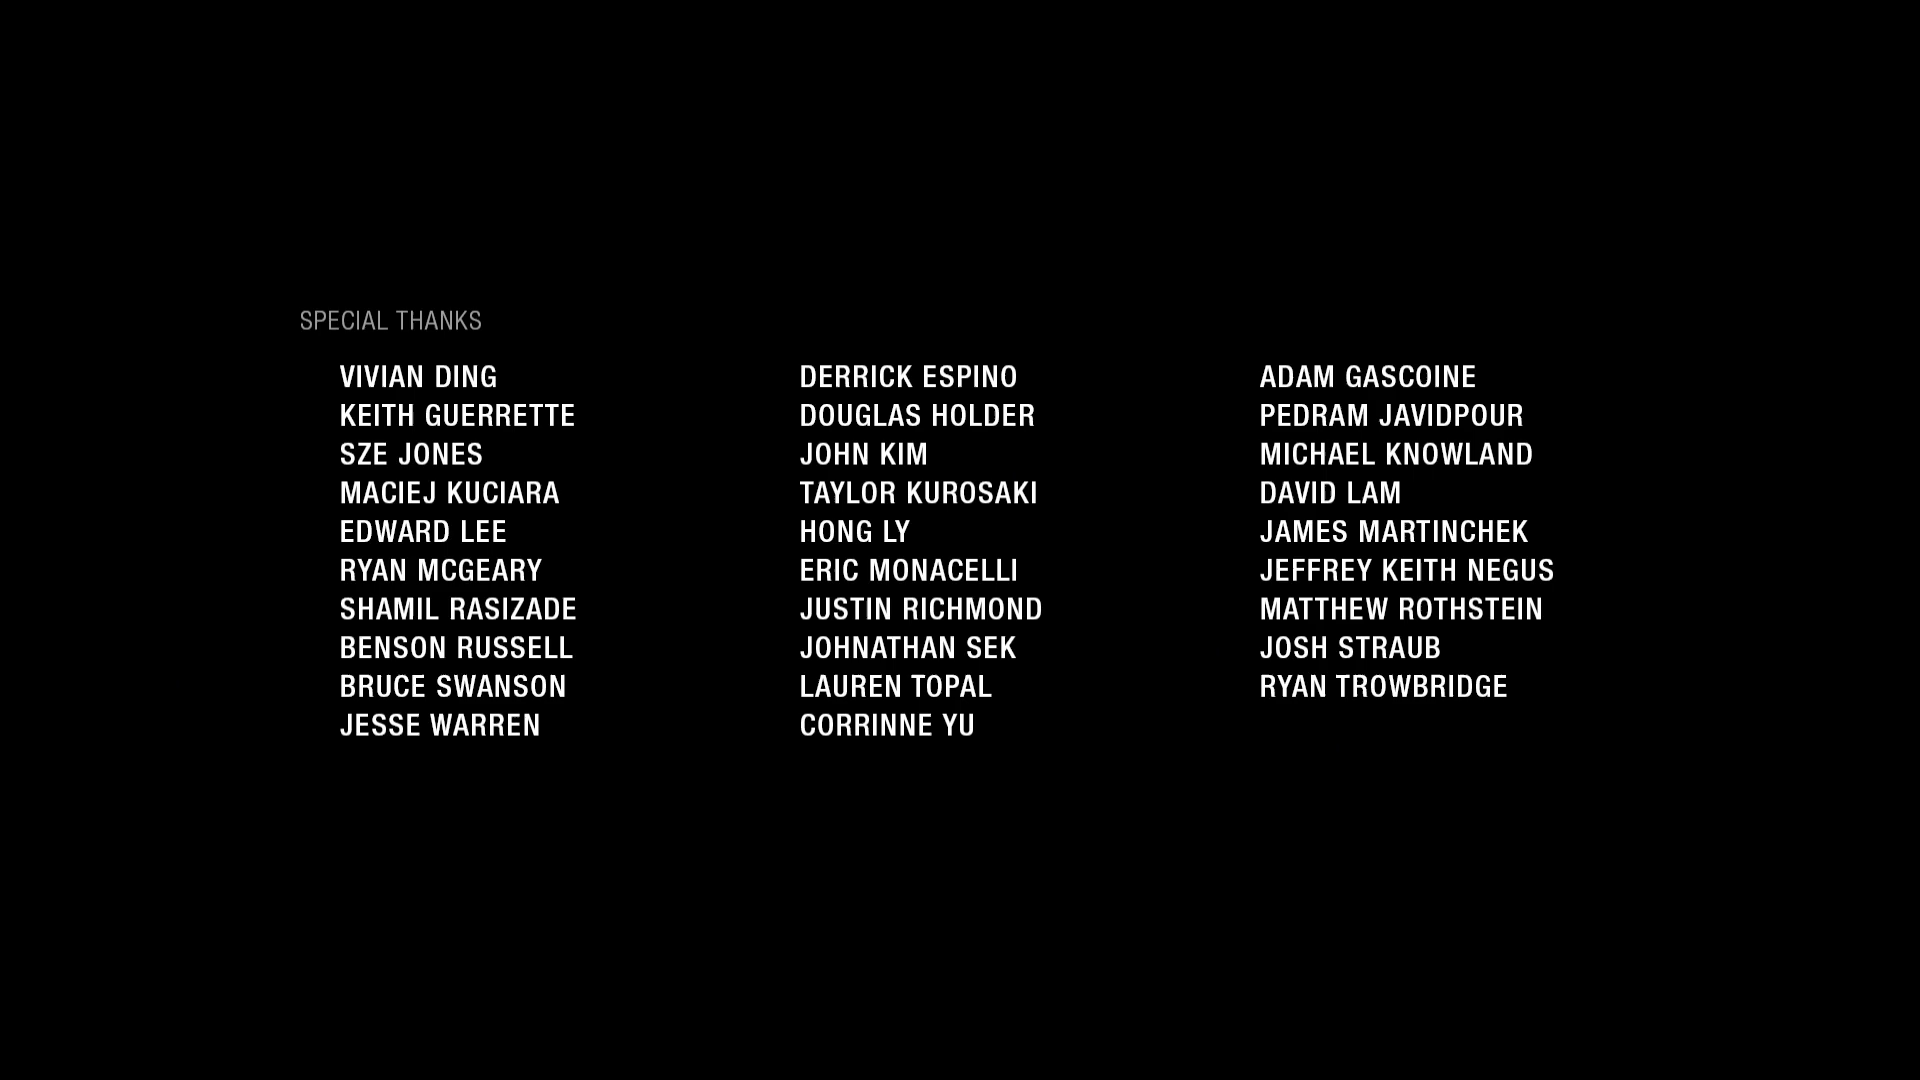 SPECIAL THANKS
VIVIAN DING
KEITH GUERRETTE
SZE JONES
MACIEJ KUCIARA
EDWARD LEE
RYAN MCGEARY
SHAMIL RASIZADE
BENSON RUSSELL
BRUCE SWANSON
JESSE WARREN
DERRICK ESPINO
DOUGLAS HOLDER
JOHN KIM
TAYLOR KUROSAKI
HONG LY
ERIC MONACELLI
JUSTIN RICHMOND
JOHNATHAN SEK
LAUREN TOPAL
CORRINNE YU
ADAM GASCOINE
PEDRAM JAVIDPOUR
MICHAEL KNOWLAND
DAVID LAM
JAMES MARTINCHEK
JEFFREY KEITH NEGUS
MATTHEW ROTHSTEIN
JOSH STRAUB
RYAN TROWBRIDGE